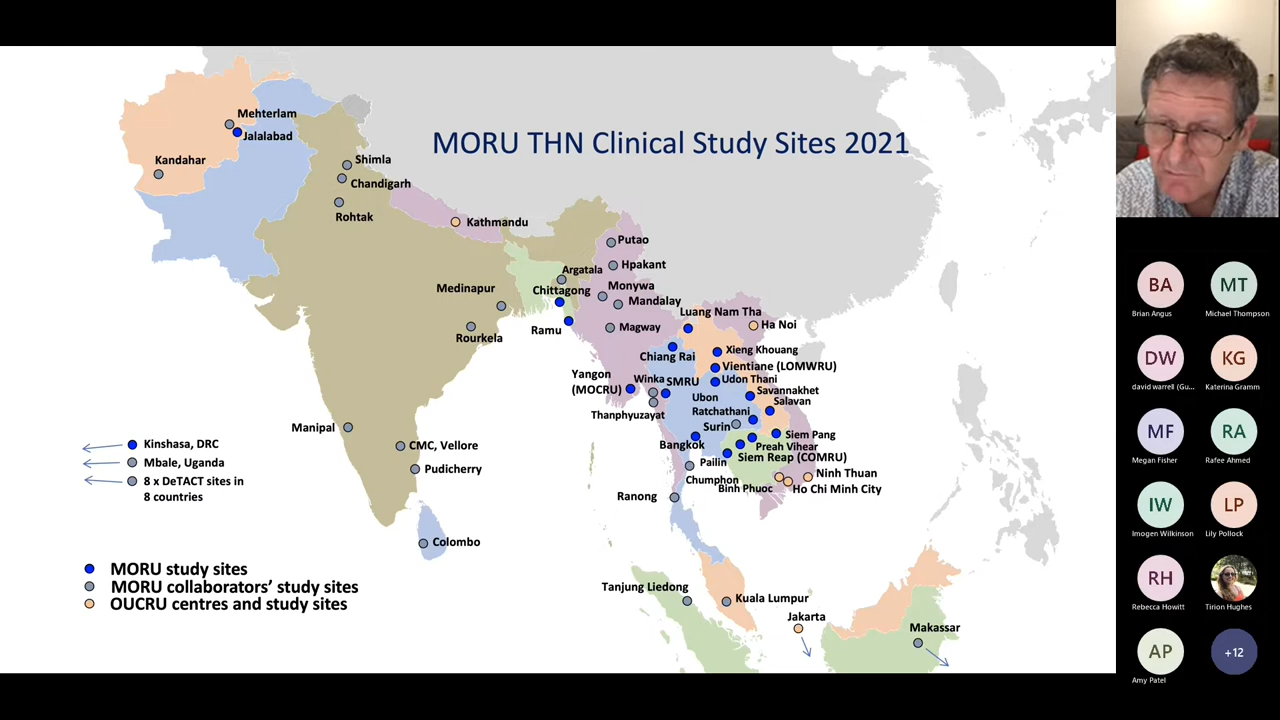 MORU THN Clinical Study Sites 2021
Mehterlam
Jalalabad
Kandahar
Shimla
Chandigarh
Rohtak
Kathmandu
Putao
Hpakant
Argatala
Monywa
Medinapur
Chittagong
Mandalay
Luang Nam Tha
Ramu
Magway
Ha Noi
Rourkela
Chiang Rai
Xieng Khouang
Vientiane (LOMWRU)
Yangon
(MOCRU)
Winka
SMRU
Udon Thani
Savannakhet
Ubon
Ratchathani
Salavan
Thanphyuzayat
Surin
Manipal
Siem Pang
Bangkok
Preah Vihear
CMC, Vellore
Siem Reap (COMRU)
Pailin
Pudicherry
Ninh Thuan
Chumphon
Binh Phuoc
Ho Chi Minh City
Ranong
Kinshasa, DRC
Mbale, Uganda
8 x DeTACT sites in
8 countries
Colombo
MORU study sites
MORU collaborators' study sites
OUCRU centres and study sites
Tanjung Liedong
Kuala Lumpur
Jakarta
Makassar
BA
Brian Angus
MT
Michael Thompson
DW
david warrell (Gu...
KG
Katerina Gramm
MF
Megan Fisher
RA
Rafee Ahmed
IW
Imogen Wilkinson
LP
Lily Pollock
RH
Rebecca Howitt
Tirion Hughes
AP
Amy Patel
+12